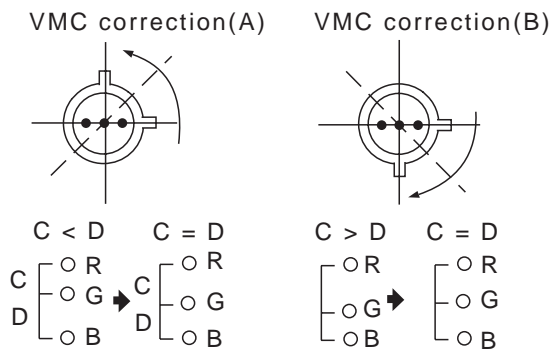 VMC correction(A)
VMC correction(B)
C < D
C = D
C > D
C = D
C
D
R
G
B
C
D
R
G
B
R
G
B
R
G
B